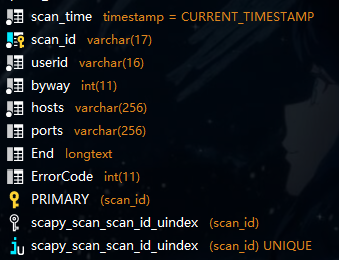 scan_time timestamp = CURRENT_TIMESTAMP
scan_id varchar(17)
userid varchar(16)
byway int(11)
hosts varchar(256)
ports varchar(256)
End longtext
ErrorCode int(11)
PRIMARY (scan_id)
scapy_scan_scan_id_uindex (scan_id)
scapy_scan_scan_id_uindex (scan_id) UNIQUE